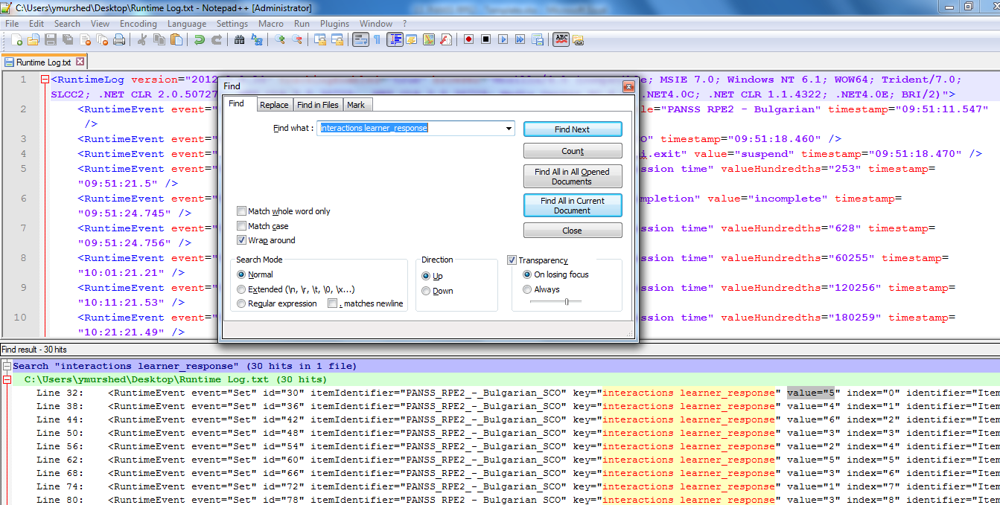 C:\Users\ymurshed\Desktop\Runtime Log.txt - Notepad++ [Administrator]
File Edit Search View Encoding Language Settings Macro Run Plugins Window ?
ABC
Runtime Log.txt
1 <RuntimeLog version="2012 ; MSIE 7.0; Windows NT 6.1; WOW64; Trident/7.0;
SLCC2; .NET CLR 2.0.50727 .NET4.0C; .NET CLR 1.1.4322; .NET4.0E; BRI/2)">
2 <RuntimeEvent event=" le="PANSS RPE2 - Bulgarian" timestamp="09:51:11.547"
/>
3 <RuntimeEvent event=" O" timestamp="09:51:18.460" />
4 <RuntimeEvent event=" i.exit" value="suspend" timestamp="09:51:18.470" />
5 <RuntimeEvent event=" ssion time" valueHundredths="253" timestamp=
"09:51:21.5" />
6 <RuntimeEvent event=" mpletion" value="incomplete" timestamp=
"09:51:24.745" />
7 <RuntimeEvent event=" ssion time" valueHundredths="628" timestamp=
"09:51:24.756" />
8 <RuntimeEvent event=" ssion time" valueHundredths="60255" timestamp=
"10:01:21.21" />
9 <RuntimeEvent event=" ssion time" valueHundredths="120256" timestamp=
"10:11:21.53" />
10 <RuntimeEvent event=" ssion time" valueHundredths="180259" timestamp=
"10:21:21.49" />
Find
Find Replace Find in Files Mark
Find what : interactions learner_response
Find Next
Count
Find All in All Opened
Documents
Find All in Current
Document
Close
Match whole word only
Match case
Wrap around
Search Mode
Normal
Extended (\n, \r, \t, \0, \x...)
Regular expression . matches newline
Direction
Up
Down
Transparency
On losing focus
Always
Find result - 30 hits
Search "interactions learner_response" (30 hits in 1 file)
C:\Users\ymurshed\Desktop\Runtime Log.txt (30 hits)
Line 32: <RuntimeEvent event="Set" id="30" itemIdentifier="PANSS_RPE2_-_Bulgarian_SCO" key="interactions learner_response" value="5" index="0" identifier="Item
Line 38: <RuntimeEvent event="Set" id="36" itemIdentifier="PANSS_RPE2_-_Bulgarian_SCO" key="interactions learner_response" value="4" index="1" identifier="Item
Line 44: <RuntimeEvent event="Set" id="42" itemIdentifier="PANSS_RPE2_-_Bulgarian_SCO" key="interactions learner_response" value="6" index="2" identifier="Item
Line 50: <RuntimeEvent event="Set" id="48" itemIdentifier="PANSS_RPE2_-_Bulgarian_SCO" key="interactions learner_response" value="3" index="3" identifier="Item
Line 56: <RuntimeEvent event="Set" id="54" itemIdentifier="PANSS_RPE2_-_Bulgarian_SCO" key="interactions learner_response" value="2" index="4" identifier="Item
Line 62: <RuntimeEvent event="Set" id="60" itemIdentifier="PANSS_RPE2_-_Bulgarian_SCO" key="interactions learner_response" value="5" index="5" identifier="Item
Line 68: <RuntimeEvent event="Set" id="66" itemIdentifier="PANSS_RPE2_-_Bulgarian_SCO" key="interactions learner_response" value="3" index="6" identifier="Item
Line 74: <RuntimeEvent event="Set" id="72" itemIdentifier="PANSS_RPE2_-_Bulgarian_SCO" key="interactions learner_response" value="1" index="7" identifier="Item
Line 80: <RuntimeEvent event="Set" id="78" itemIdentifier="PANSS_RPE2_-_Bulgarian_SCO" key="interactions learner_response" value="3" index="8" identifier="Item